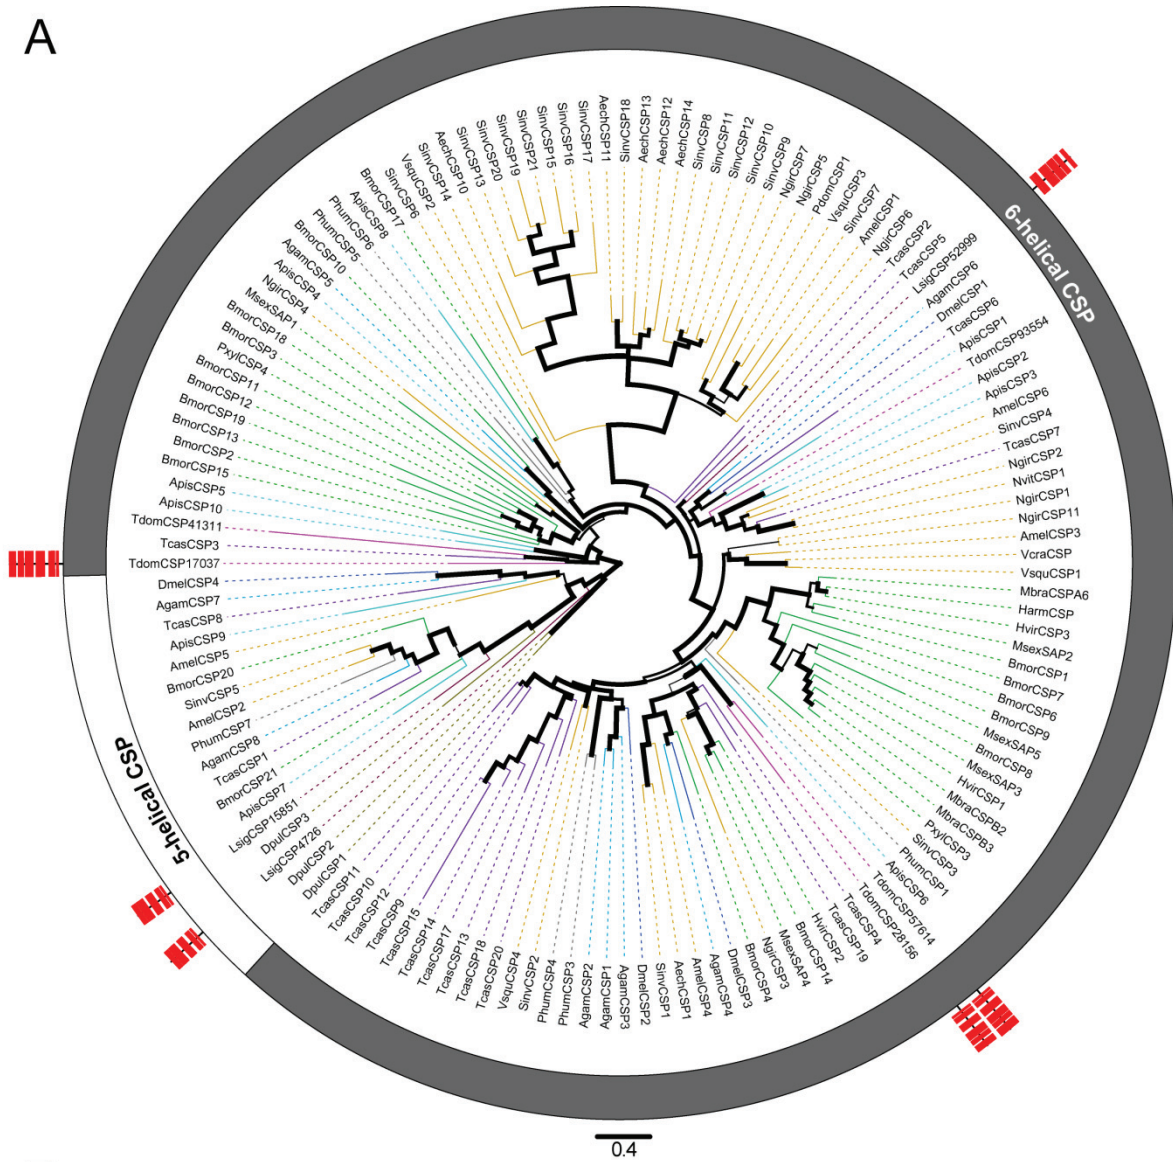 A
6-helical CSP
5-helical CSP
AechCSP11
SinvCSP18
AechCSP13
AechCSP12
AechCSP14
SinvCSP8
SinvCSP11
SinvCSP12
SinvCSP10
SinvCSP9
NgirCSP7
NgirCSP5
PdomCSP1
VsquCSP3
SinvCSP7
AmelCSP1
NgirCSP6
TcasCSP2
TcasCSP5
LsigCSP52999
AgamCSP6
DmelCSP1
TcasCSP6
ApisCSP1
TdomCSP93554
ApisCSP2
ApisCSP3
AmelCSP6
SinvCSP4
TcasCSP7
NgirCSP2
NvitCSP1
NgirCSP1
NgirCSP11
AmelCSP3
VcraCSP
VsquCSP1
MbraCSPA6
HarmCSP
HvirCSP3
MsexSAP2
BmorCSP1
BmorCSP7
BmorCSP6
BmorCSP9
MsexSAP5
BmorCSP8
MsexSAP3
HvirCSP1
MbraCSPB2
MbraCSPB3
PxylCSP3
SinvCSP3
PhumCSP1
ApisCSP6
TdomCSP57614
TdomCSP28156
TcasCSP4
TcasCSP19
HvirCSP2
BmorCSP14
MsexSAP4
NgirCSP3
BmorCSP4
DmelCSP3
AgamCSP4
AmelCSP4
AechCSP1
SinvCSP1
DmelCSP2
AgamCSP3
AgamCSP1
AgamCSP2
PhumCSP3
PhumCSP4
SinvCSP2
VsquCSP4
TcasCSP20
TcasCSP18
TcasCSP13
TcasCSP17
TcasCSP14
TcasCSP15
TcasCSP9
TcasCSP12
TcasCSP10
TcasCSP11
DpulCSP1
DpulCSP2
LsigCSP4726
DpulCSP3
LsigCSP15851
ApisCSP7
BmorCSP21
TcasCSP1
AgamCSP8
PhumCSP7
AmelCSP2
SinvCSP5
BmorCSP20
AmelCSP5
ApisCSP9
TcasCSP8
AgamCSP7
DmelCSP4
TdomCSP17037
TcasCSP3
TdomCSP41311
ApisCSP10
ApisCSP5
BmorCSP15
BmorCSP2
BmorCSP13
BmorCSP19
BmorCSP12
BmorCSP11
PxylCSP4
BmorCSP3
BmorCSP18
MsexSAP1
NgirCSP4
ApisCSP4
AgamCSP5
BmorCSP10
PhumCSP5
PhumCSP6
ApisCSP8
BmorCSP17
SinvCSP6
VsquCSP2
SinvCSP14
AechCSP10
SinvCSP13
SinvCSP20
SinvCSP19
SinvCSP21
SinvCSP15
SinvCSP16
SinvCSP17
0.4